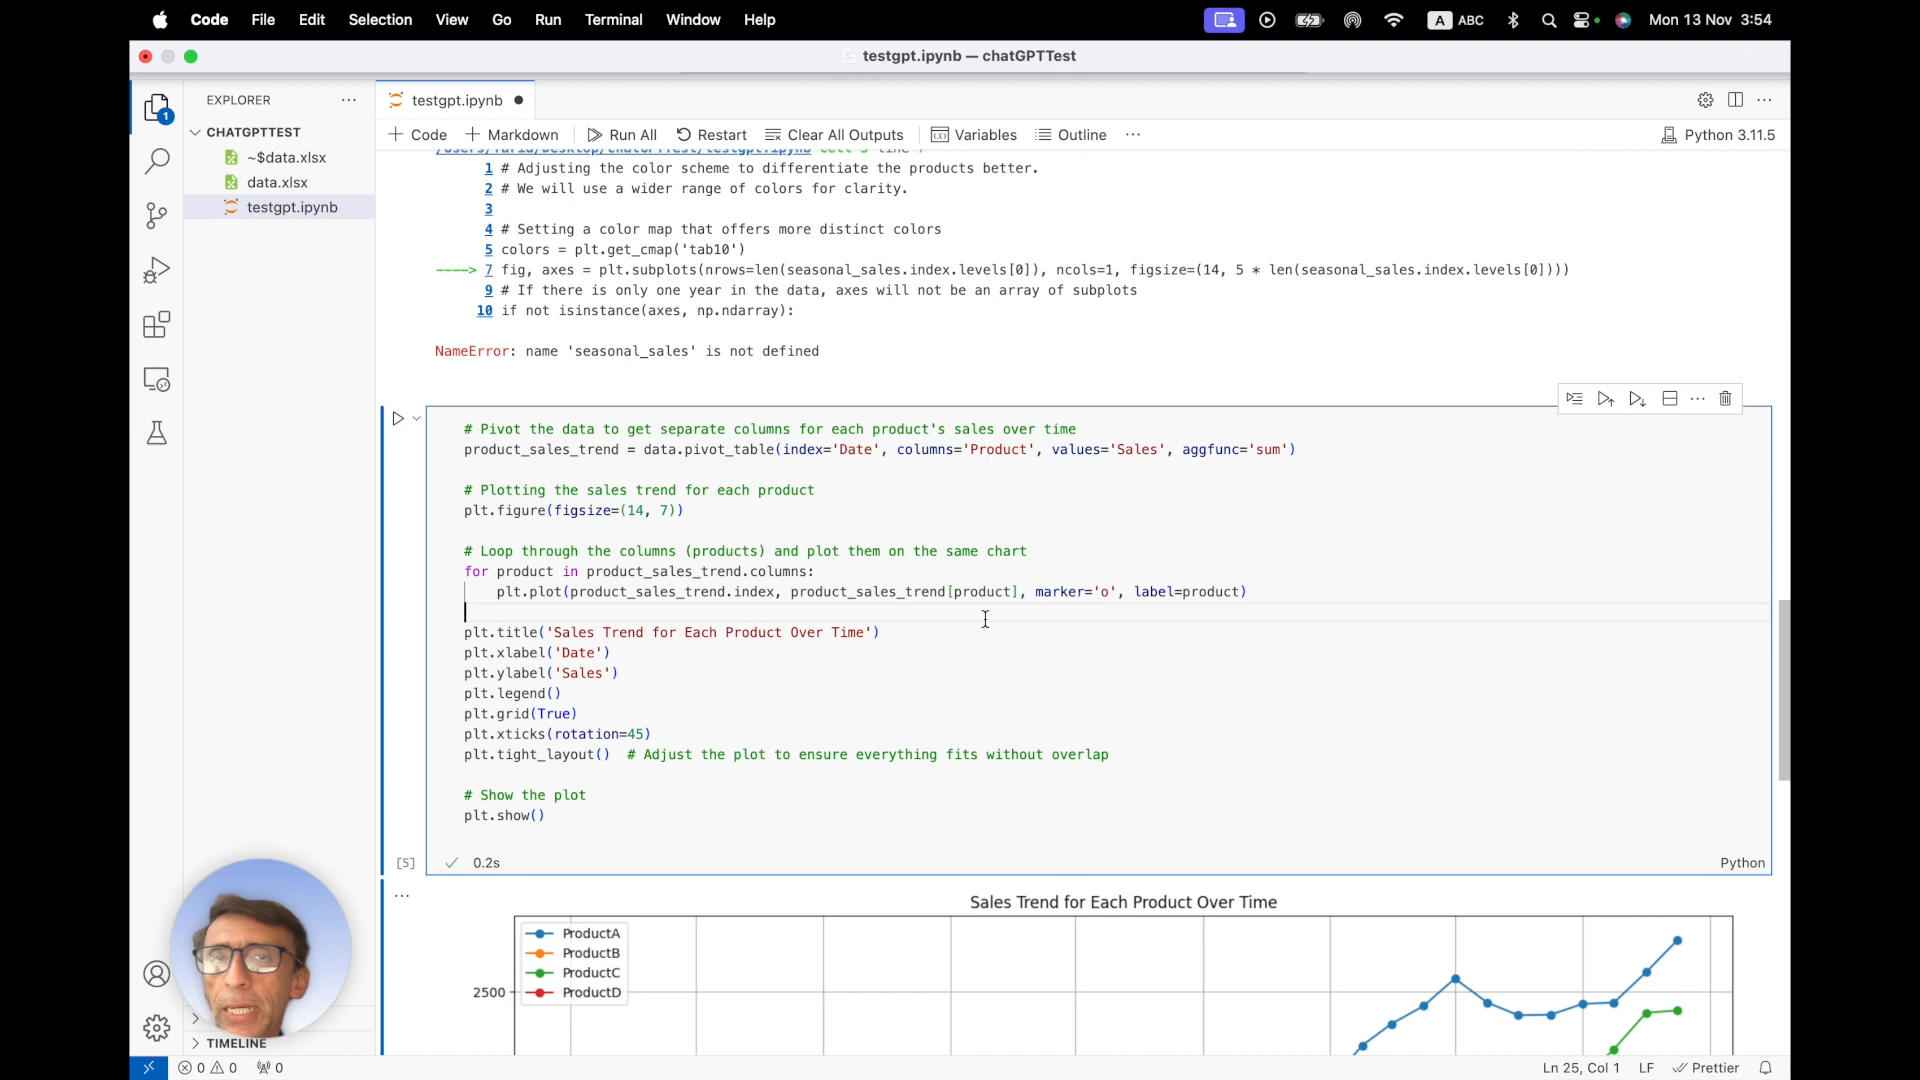 Code File Edit Selection View Go Run Terminal Window Help A ABC Mon 13 Nov 3:54
testgpt.ipynb — chatGPTTest
EXPLORER
testgpt.ipynb
CHATGPTTEST
~$data.xlsx
data.xlsx
testgpt.ipynb
1
Code Markdown Run All Restart Clear All Outputs Variables Outline Python 3.11.5
1 # Adjusting the color scheme to differentiate the products better.
2 # We will use a wider range of colors for clarity.
3
4 # Setting a color map that offers more distinct colors
5 colors = plt.get_cmap('tab10')
----> 7 fig, axes = plt.subplots(nrows=len(seasonal_sales.index.levels[0]), ncols=1, figsize=(14, 5 * len(seasonal_sales.index.levels[0])))
9 # If there is only one year in the data, axes will not be an array of subplots
10 if not isinstance(axes, np.ndarray):
NameError: name 'seasonal_sales' is not defined
# Pivot the data to get separate columns for each product's sales over time
product_sales_trend = data.pivot_table(index='Date', columns='Product', values='Sales', aggfunc='sum')
# Plotting the sales trend for each product
plt.figure(figsize=(14, 7))
# Loop through the columns (products) and plot them on the same chart
for product in product_sales_trend.columns:
plt.plot(product_sales_trend.index, product_sales_trend[product], marker='o', label=product)
plt.title('Sales Trend for Each Product Over Time')
plt.xlabel('Date')
plt.ylabel('Sales')
plt.legend()
plt.grid(True)
plt.xticks(rotation=45)
plt.tight_layout() # Adjust the plot to ensure everything fits without overlap
# Show the plot
plt.show()
[5] 0.2s Python
Sales Trend for Each Product Over Time
ProductA
ProductB
ProductC
ProductD
2500
TIMELINE
0 0 0 Ln 25, Col 1 LF Prettier